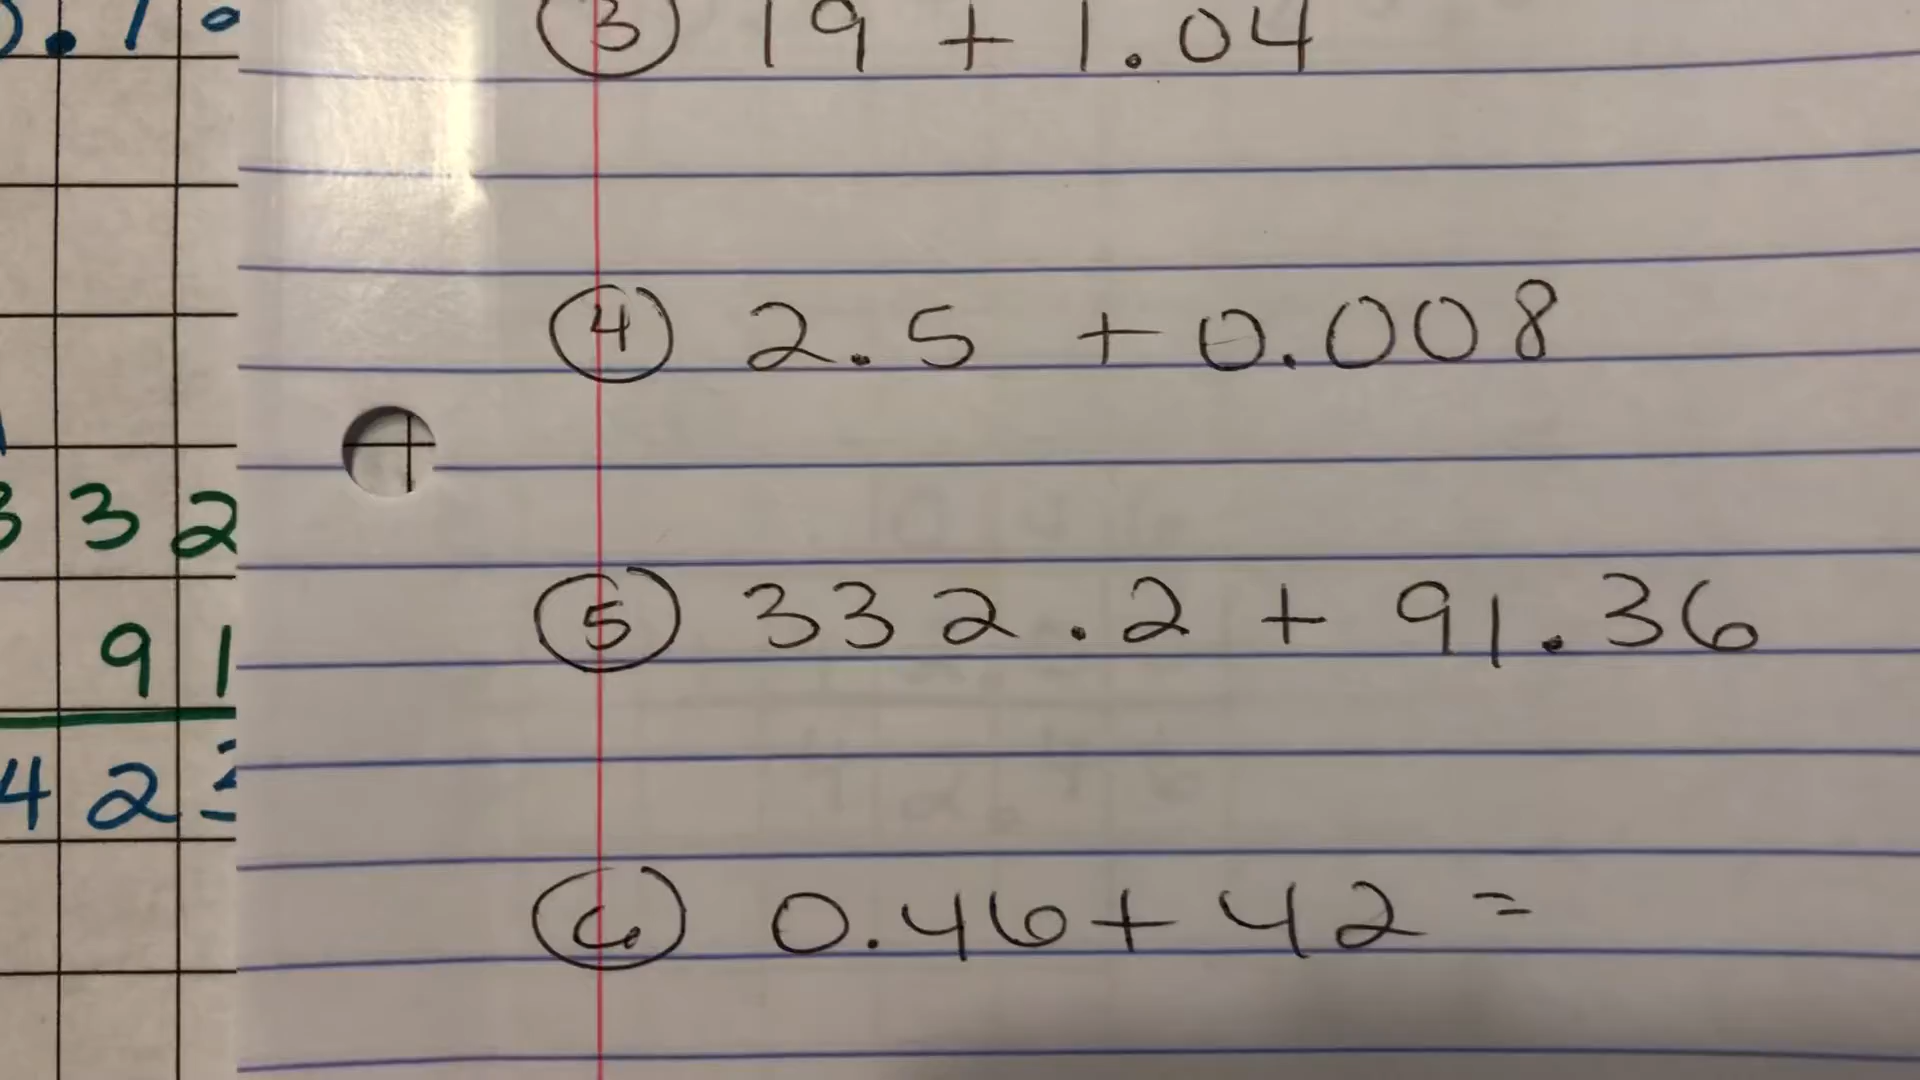 ③ 19 + 1.04
④ 2.5 + 0.008
3 3 2
⑤ 332.2 + 91.36
9 1
4 2
⑥ 0.46 + 42 =